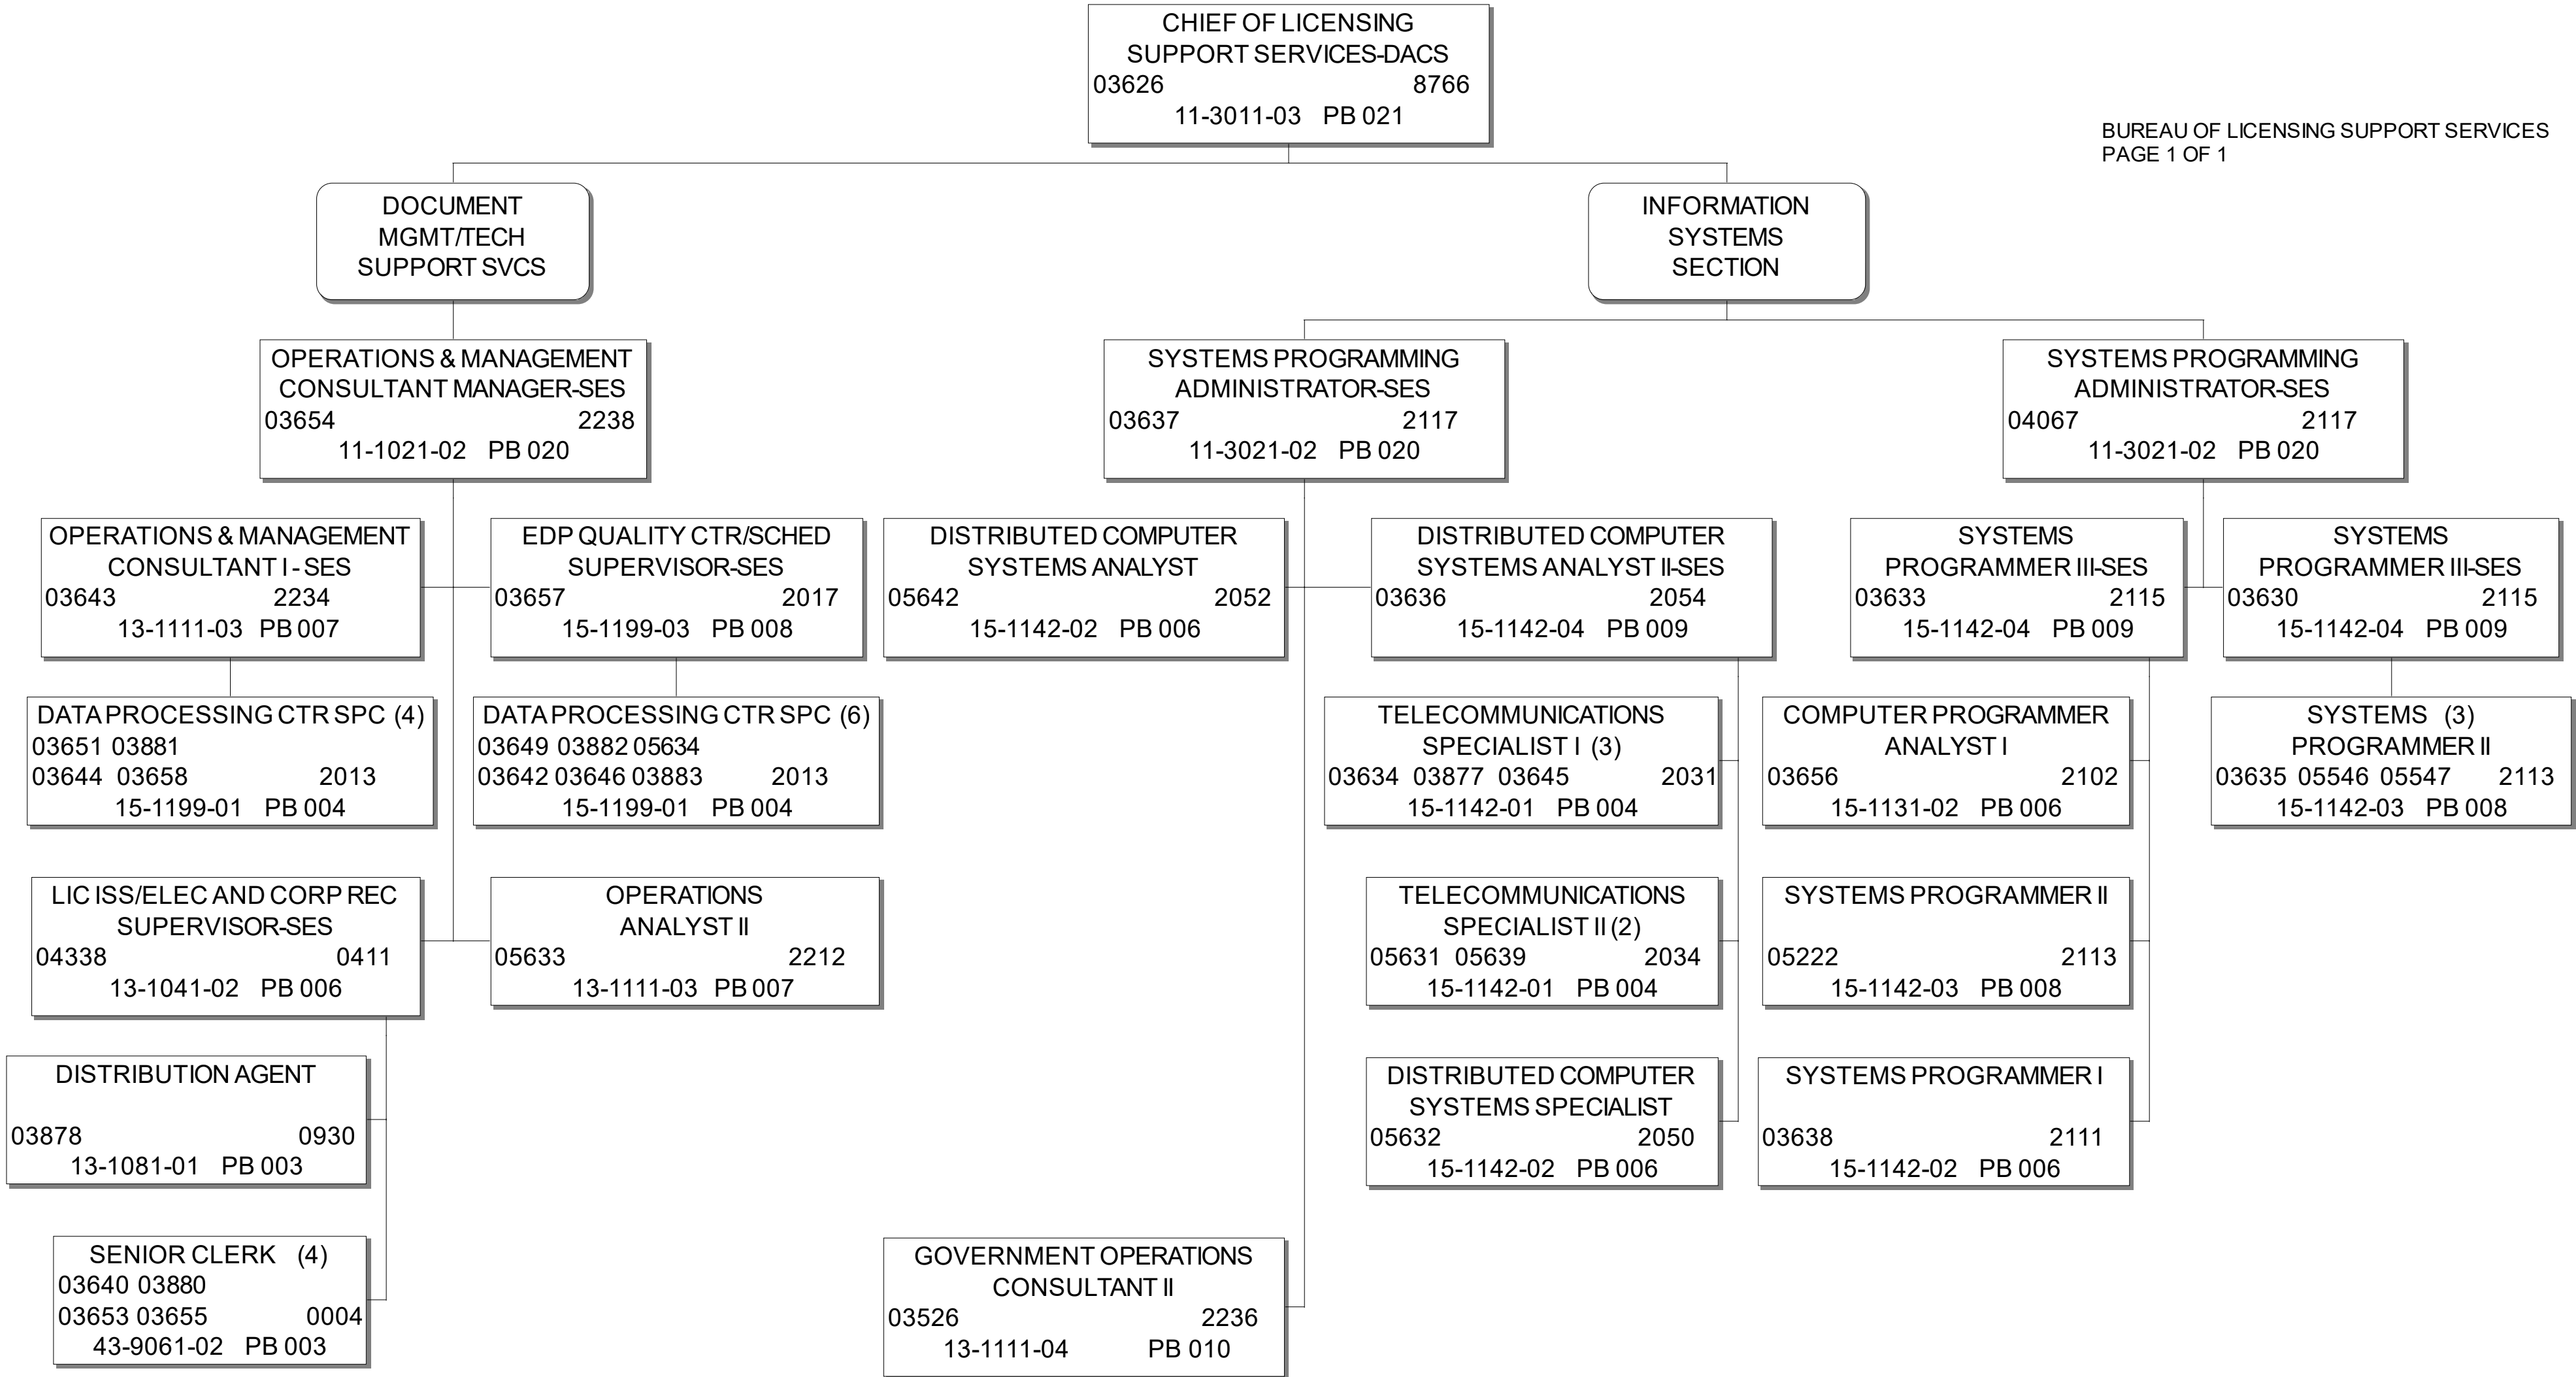 CHIEF OF LICENSING
SUPPORT SERVICES-DACS
03626 8766
11-3011-03 PB 021
BUREAU OF LICENSING SUPPORT SERVICES
PAGE 1 OF 1
DOCUMENT
MGMT/TECH
SUPPORT SVCS
INFORMATION
SYSTEMS
SECTION
OPERATIONS & MANAGEMENT
CONSULTANT MANAGER-SES
03654 2238
11-1021-02 PB 020
SYSTEMS PROGRAMMING
ADMINISTRATOR-SES
03637 2117
11-3021-02 PB 020
SYSTEMS PROGRAMMING
ADMINISTRATOR-SES
04067 2117
11-3021-02 PB 020
OPERATIONS & MANAGEMENT
CONSULTANT I - SES
03643 2234
13-1111-03 PB 007
EDP QUALITY CTR/SCHED
SUPERVISOR-SES
03657 2017
15-1199-03 PB 008
DISTRIBUTED COMPUTER
SYSTEMS ANALYST
05642 2052
15-1142-02 PB 006
DISTRIBUTED COMPUTER
SYSTEMS ANALYST II-SES
03636 2054
15-1142-04 PB 009
SYSTEMS
PROGRAMMER III-SES
03633 2115
15-1142-04 PB 009
SYSTEMS
PROGRAMMER III-SES
03630 2115
15-1142-04 PB 009
DATA PROCESSING CTR SPC (4)
03651 03881
03644 03658 2013
15-1199-01 PB 004
DATA PROCESSING CTR SPC (6)
03649 03882 05634
03642 03646 03883 2013
15-1199-01 PB 004
TELECOMMUNICATIONS
SPECIALIST I (3)
03634 03877 03645 2031
15-1142-01 PB 004
COMPUTER PROGRAMMER
ANALYST I
03656 2102
15-1131-02 PB 006
SYSTEMS (3)
PROGRAMMER II
03635 05546 05547 2113
15-1142-03 PB 008
LIC ISS/ELEC AND CORP REC
SUPERVISOR-SES
04338 0411
13-1041-02 PB 006
OPERATIONS
ANALYST II
05633 2212
13-1111-03 PB 007
TELECOMMUNICATIONS
SPECIALIST II (2)
05631 05639 2034
15-1142-01 PB 004
SYSTEMS PROGRAMMER II
05222 2113
15-1142-03 PB 008
DISTRIBUTION AGENT
03878 0930
13-1081-01 PB 003
DISTRIBUTED COMPUTER
SYSTEMS SPECIALIST
05632 2050
15-1142-02 PB 006
SYSTEMS PROGRAMMER I
03638 2111
15-1142-02 PB 006
SENIOR CLERK (4)
03640 03880
03653 03655 0004
43-9061-02 PB 003
GOVERNMENT OPERATIONS
CONSULTANT II
03526 2236
13-1111-04 PB 010